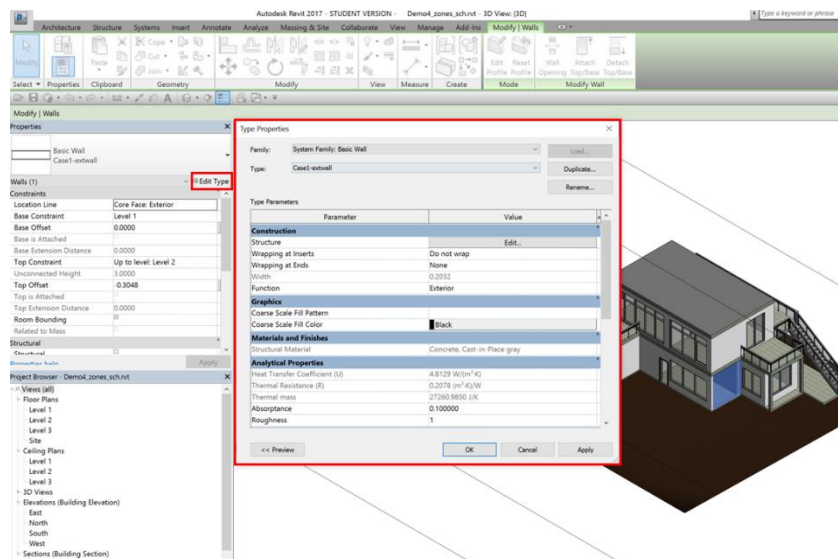 Autodesk Revit 2017 - STUDENT VERSION - Demo4_zones_sch.rvt - 3D View: {3D}
Type a keyword or phrase
Architecture Structure Systems Insert Annotate Analyze Massing & Site Collaborate View Manage Add-Ins Modify | Walls
Modify
Paste
Cope
Cut
Join
Edit Profile
Reset Profile
Wall Opening
Attach Top/Base
Detach Top/Base
Select Properties Clipboard Geometry Modify View Measure Create Mode Modify Wall
Modify | Walls
Properties
Basic Wall
Case1-extwall
Walls (1)
Edit Type
Constraints
Location Line Core Face: Exterior
Base Constraint Level 1
Base Offset 0.0000
Base is Attached
Base Extension Distance 0.0000
Top Constraint Up to level: Level 2
Unconnected Height 3.0000
Top Offset -0.3048
Top is Attached
Top Extension Distance 0.0000
Room Bounding
Related to Mass
Structural
Structural
Properties help Apply
Project Browser - Demo4_zones_sch.rvt
Views (all)
Floor Plans
Level 1
Level 2
Level 3
Site
Ceiling Plans
Level 1
Level 2
Level 3
3D Views
Elevations (Building Elevation)
East
North
South
West
Sections (Building Section)
Type Properties
Family: System Family: Basic Wall Load...
Type: Case1-extwall Duplicate...
Rename...
Type Parameters
Parameter Value
Construction
Structure Edit...
Wrapping at Inserts Do not wrap
Wrapping at Ends None
Width 0.2032
Function Exterior
Graphics
Coarse Scale Fill Pattern
Coarse Scale Fill Color Black
Materials and Finishes
Structural Material Concrete, Cast-in-Place gray
Analytical Properties
Heat Transfer Coefficient (U) 4.8129 W/(m²·K)
Thermal Resistance (R) 0.2078 (m²·K)/W
Thermal mass 27260.9850 J/K
Absorptance 0.100000
Roughness 1
<< Preview OK Cancel Apply